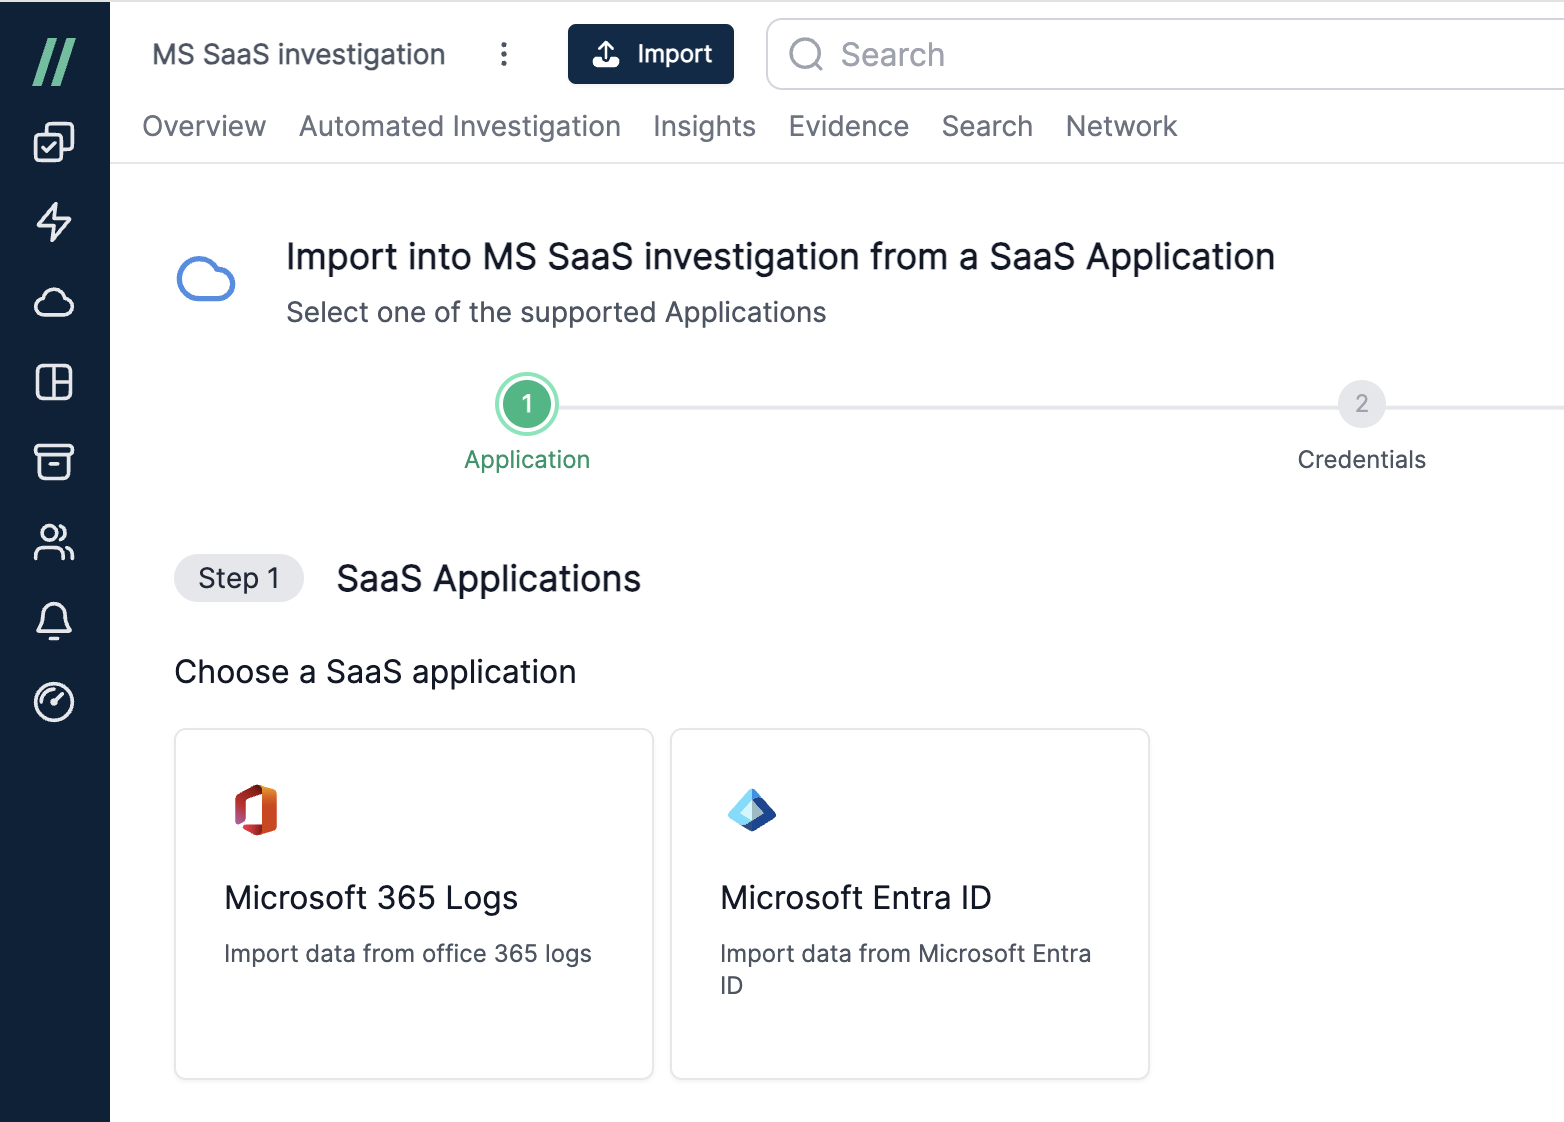 MS SaaS investigation
Import
Search
Overview Automated Investigation Insights Evidence Search Network
Import into MS SaaS investigation from a SaaS Application
Select one of the supported Applications
1
2
Application
Credentials
Step 1
SaaS Applications
Choose a SaaS application
Microsoft 365 Logs
Import data from office 365 logs
Microsoft Entra ID
Import data from Microsoft Entra
ID